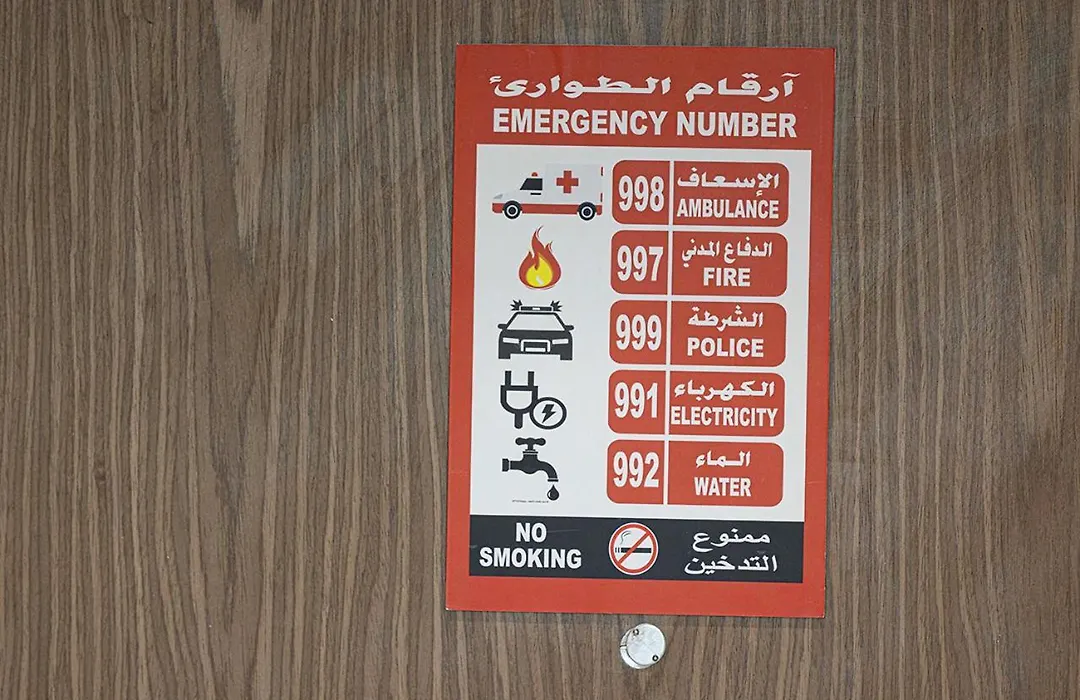 آرقام الطوارئ
EMERGENCY NUMBER
998
الإسعاف
AMBULANCE
997
الدفاع المدني
FIRE
999
الشرطة
POLICE
991
الكهرباء
ELECTRICITY
992
الماء
WATER
NO
SMOKING
ممنوع
التدخين